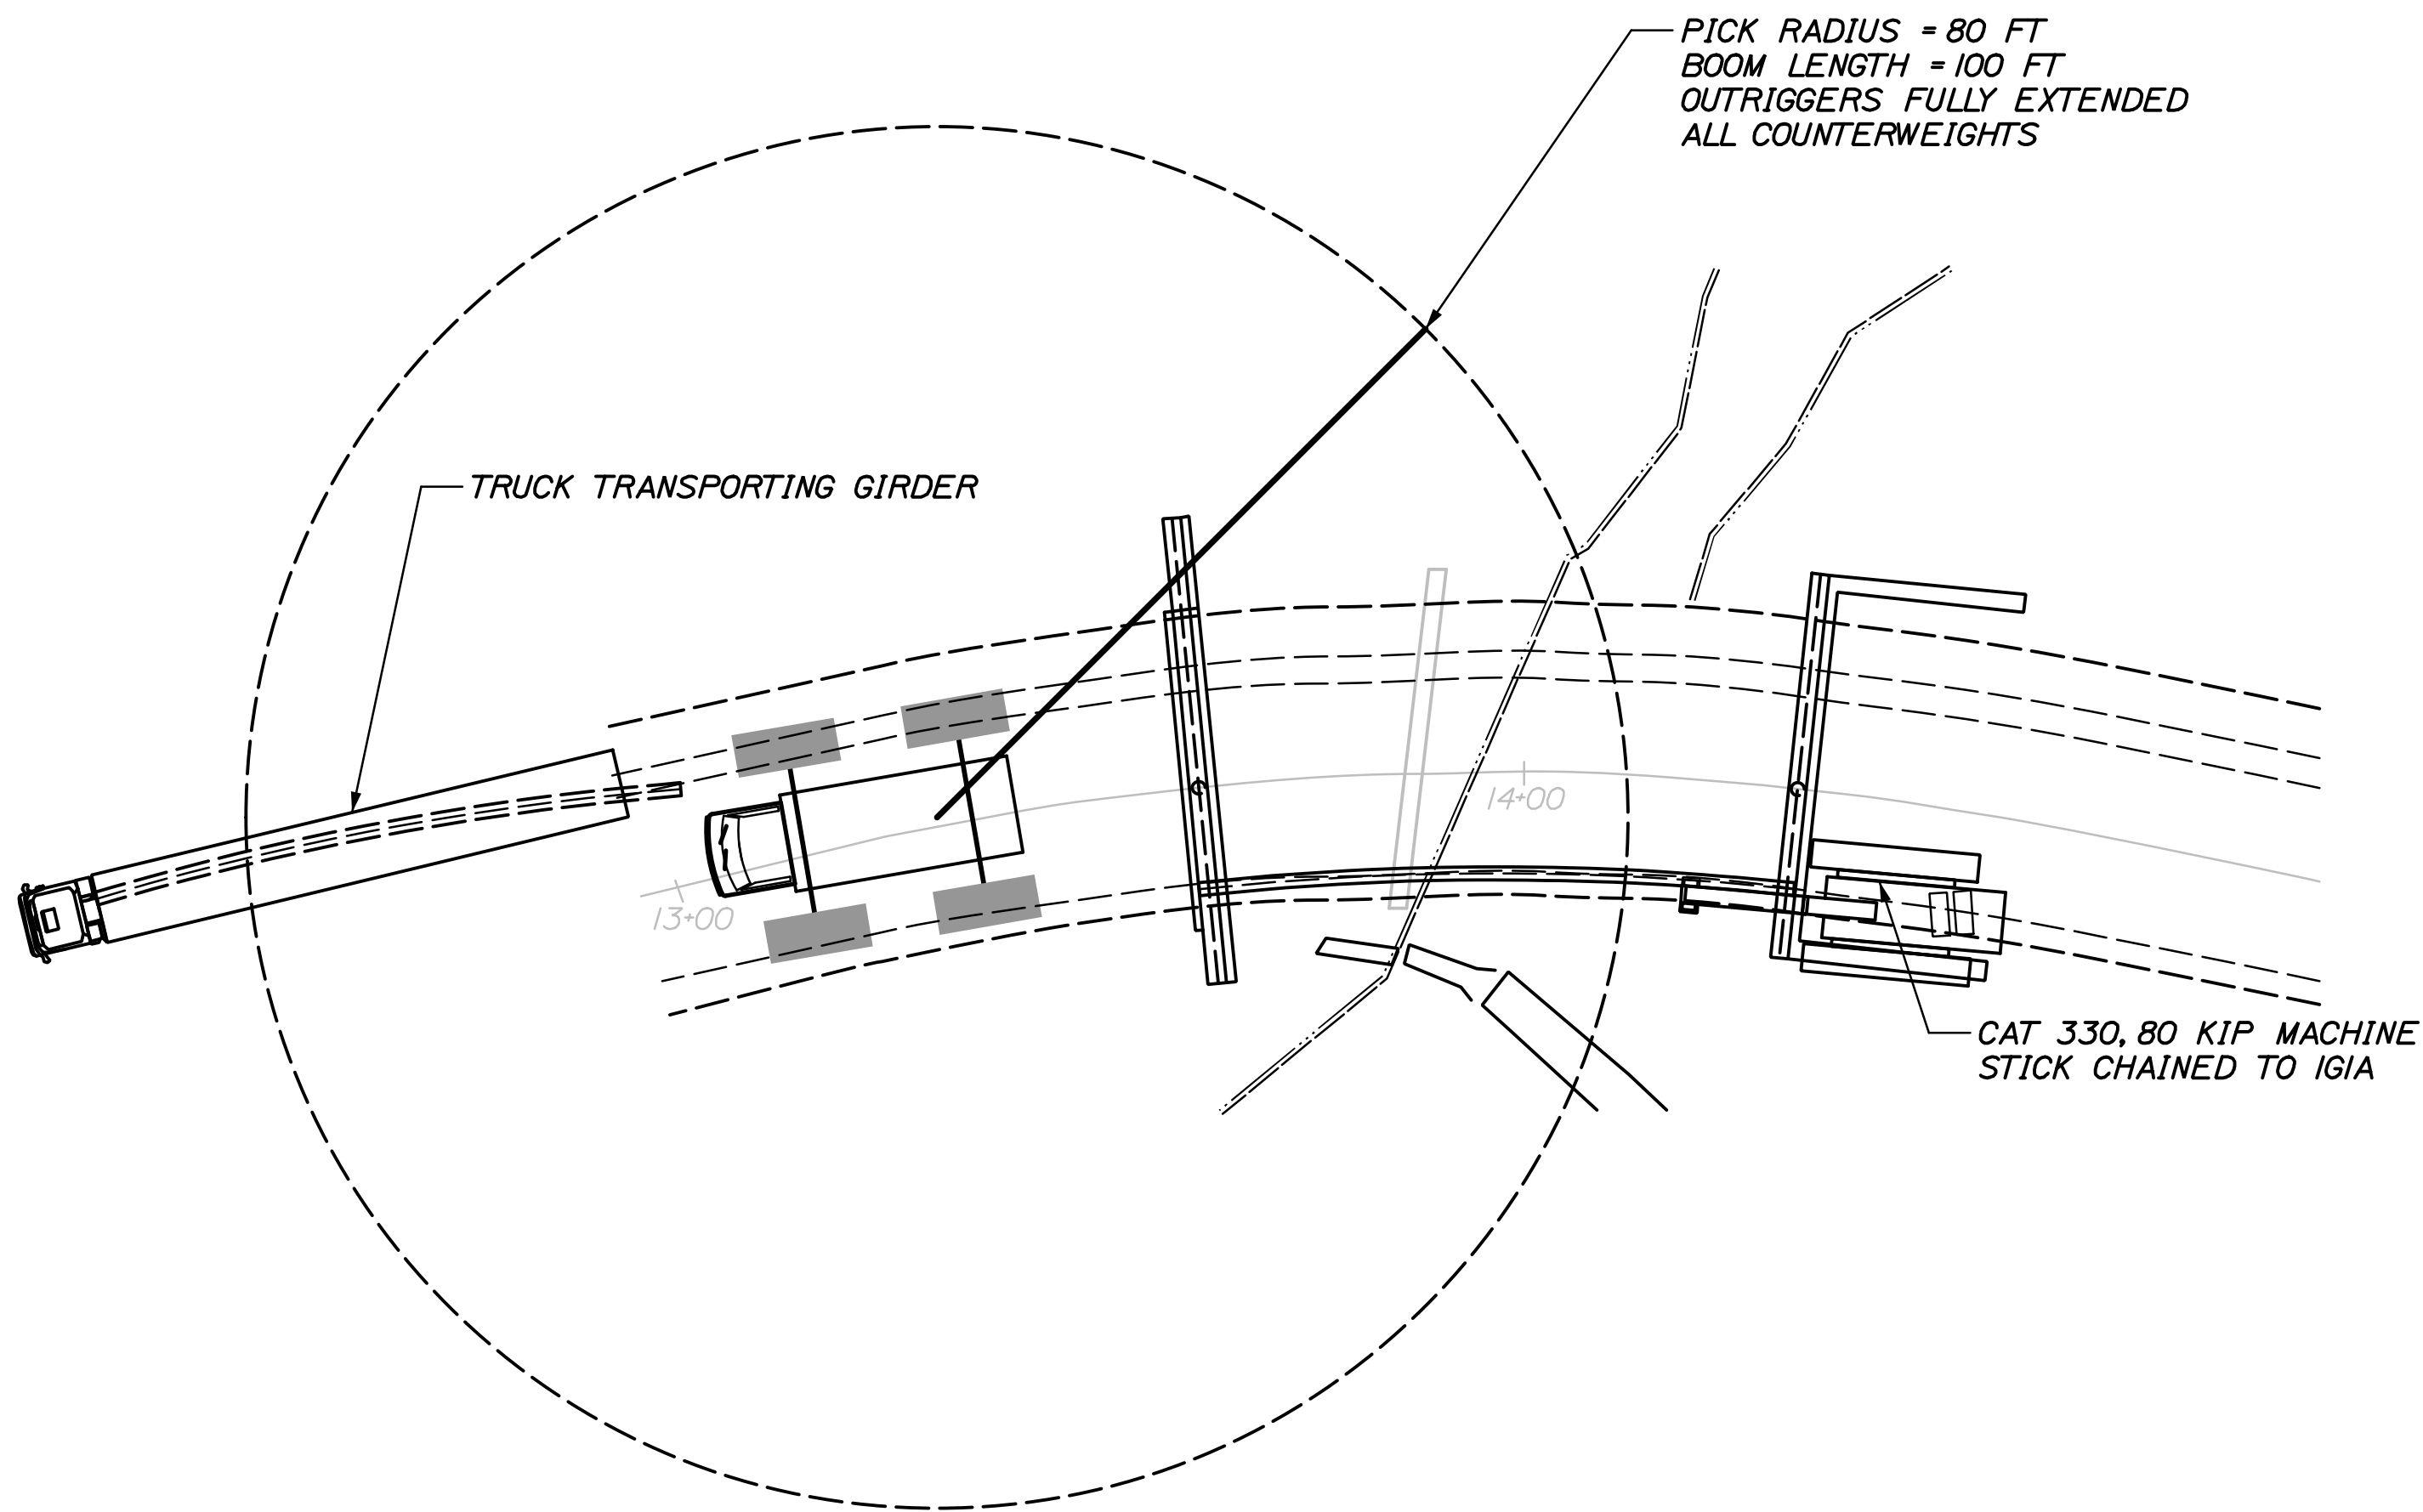 PICK RADIUS = 80 FT
BOOM LENGTH = 100 FT
OUTRIGGERS FULLY EXTENDED
ALL COUNTERWEIGHTS
TRUCK TRANSPORTING GIRDER
14+00
13+00
CAT 330, 80 KIP MACHINE
STICK CHAINED TO IG1A